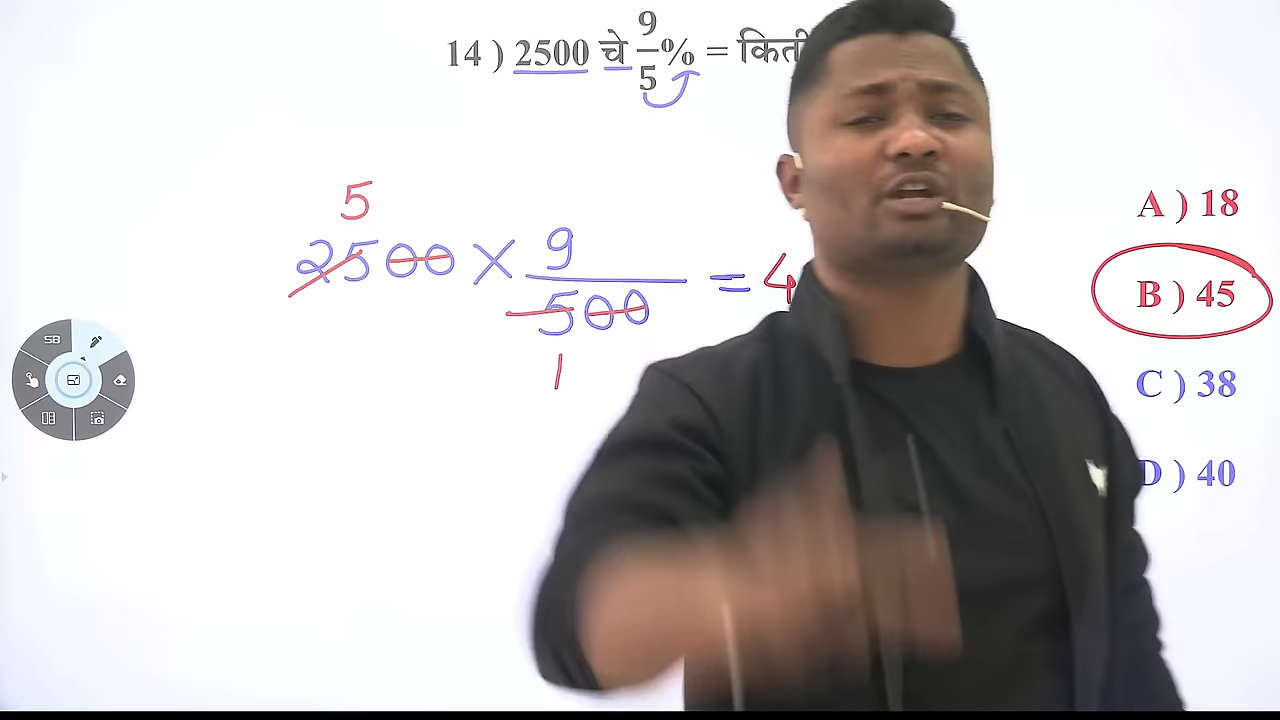 14 ) 2500 चे 9/5 % = किती
5
2500 × 9/500 = 4
1
A ) 18
B ) 45
C ) 38
D ) 40
SB